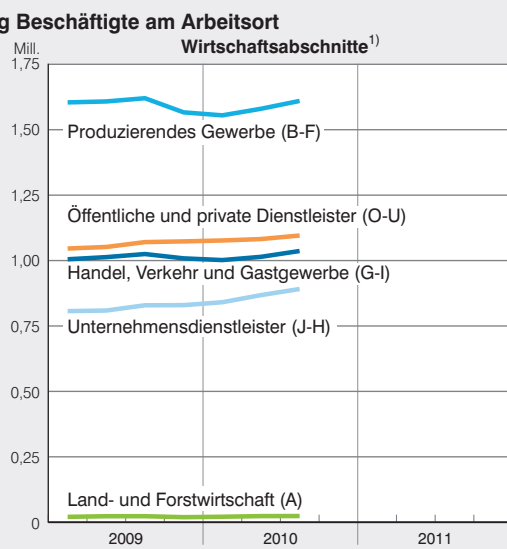 g Beschäftigte am Arbeitsort
Mill.
Wirtschaftsabschnitte1)
1,75
1,50
Produzierendes Gewerbe (B-F)
1,25
Öffentliche und private Dienstleister (O-U)
1,00
Handel, Verkehr und Gastgewerbe (G-I)
0,75
Unternehmensdienstleister (J-H)
0,50
0,25
Land- und Forstwirtschaft (A)
0
2009 2010 2011